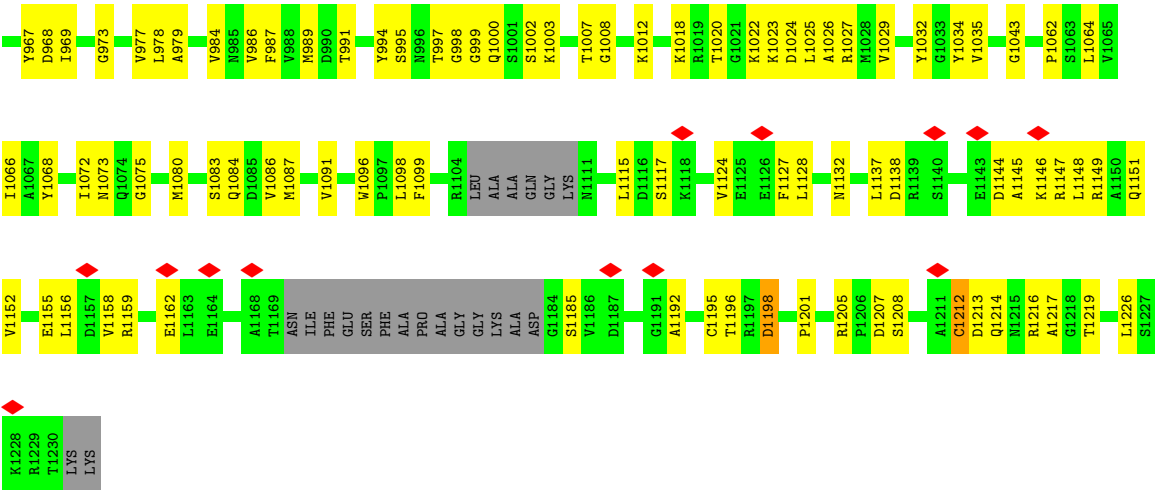 Y967 D968 I969 G973 V977 L978 A979 V984 N985 V986 F987 V988 M989 D990 T991 Y994 S995 N996 T997 G998 G999 Q1000 S1001 S1002 K1003 T1007 G1008 K1012 K1018 R1019 T1020 G1021 K1022 K1023 D1024 L1025 A1026 R1027 M1028 V1029 Y1032 G1033 Y1034 V1035 G1043 P1062 S1063 L1064 V1065
I1066 A1067 Y1068 I1072 N1073 Q1074 G1075 M1080 S1083 Q1084 D1085 V1086 M1087 V1091 W1096 P1097 L1098 F1099 R1104 LEU ALA ALA GLN GLY LYS N1111 L1115 D1116 S1117 K1118 V1124 E1125 E1126 F1127 L1128 N1132 L1137 D1138 R1139 S1140 E1143 D1144 A1145 K1146 R1147 L1148 R1149 A1150 Q1151
V1152 E1155 L1156 D1157 V1158 R1159 E1162 L1163 E1164 A1168 T1169 ASN ILE PHE GLU SER PHE ALA PRO ALA GLY GLY LYS ALA ASP G1184 S1185 V1186 D1187 G1191 A1192 C1195 T1196 R1197 D1198 P1201 R1205 P1206 D1207 S1208 A1211 C1212 D1213 Q1214 N1215 R1216 A1217 G1218 T1219 L1226 S1227
K1228 R1229 T1230 LYS LYS